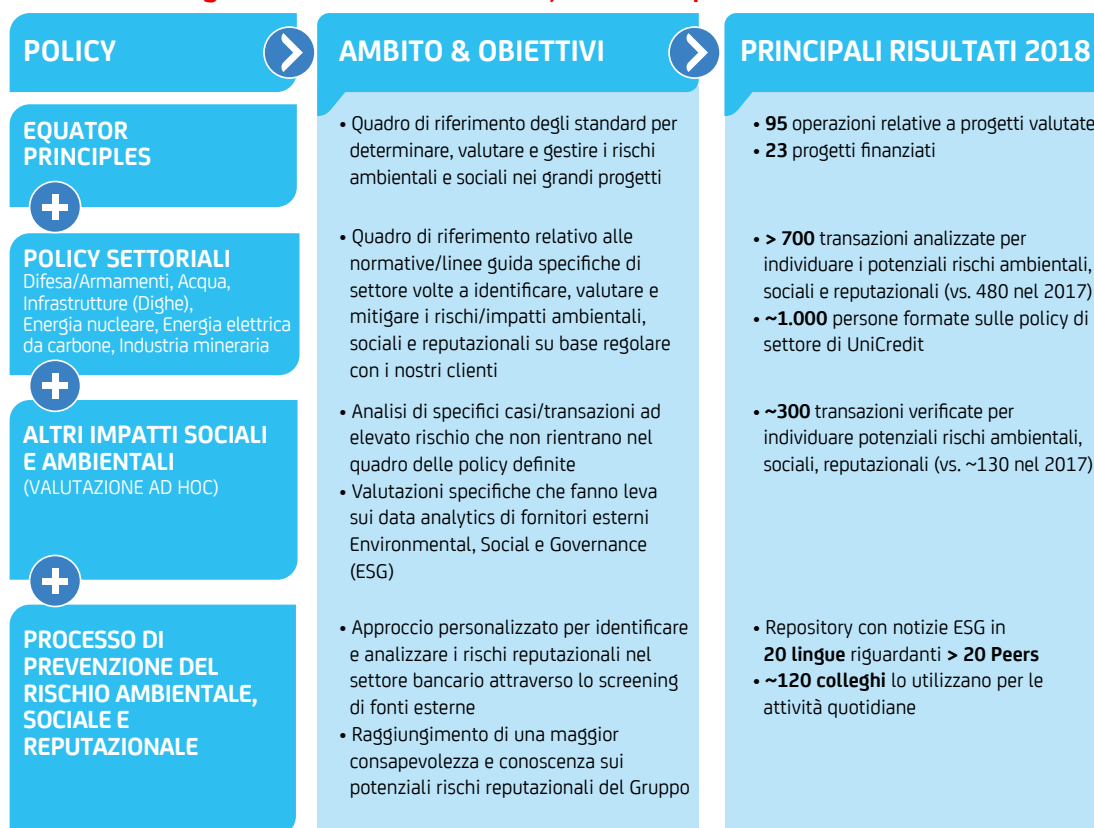 POLICY
AMBITO & OBIETTIVI
PRINCIPALI RISULTATI 2018
EQUATOR
PRINCIPLES
• Quadro di riferimento degli standard per
determinare, valutare e gestire i rischi
ambientali e sociali nei grandi progetti
• 95 operazioni relative a progetti valutate
• 23 progetti finanziati
POLICY SETTORIALI
Difesa/Armamenti, Acqua,
Infrastrutture (Dighe),
Energia nucleare, Energia elettrica
da carbone, Industria mineraria
• Quadro di riferimento relativo alle
normative/linee guida specifiche di
settore volte a identificare, valutare e
mitigare i rischi/impatti ambientali,
sociali e reputazionali su base regolare
con i nostri clienti
• > 700 transazioni analizzate per
individuare i potenziali rischi ambientali,
sociali e reputazionali (vs. 480 nel 2017)
• ~1.000 persone formate sulle policy di
settore di UniCredit
ALTRI IMPATTI SOCIALI
E AMBIENTALI
(VALUTAZIONE AD HOC)
• Analisi di specifici casi/transazioni ad
elevato rischio che non rientrano nel
quadro delle policy definite
• Valutazioni specifiche che fanno leva
sui data analytics di fornitori esterni
Environmental, Social e Governance
(ESG)
• ~300 transazioni verificate per
individuare potenziali rischi ambientali,
sociali, reputazionali (vs. ~130 nel 2017)
PROCESSO DI
PREVENZIONE DEL
RISCHIO AMBIENTALE,
SOCIALE E
REPUTAZIONALE
• Approccio personalizzato per identificare
e analizzare i rischi reputazionali nel
settore bancario attraverso lo screening
di fonti esterne
• Raggiungimento di una maggior
consapevolezza e conoscenza sui
potenziali rischi reputazionali del Gruppo
• Repository con notizie ESG in
20 lingue riguardanti > 20 Peers
• ~120 colleghi lo utilizzano per le
attività quotidiane